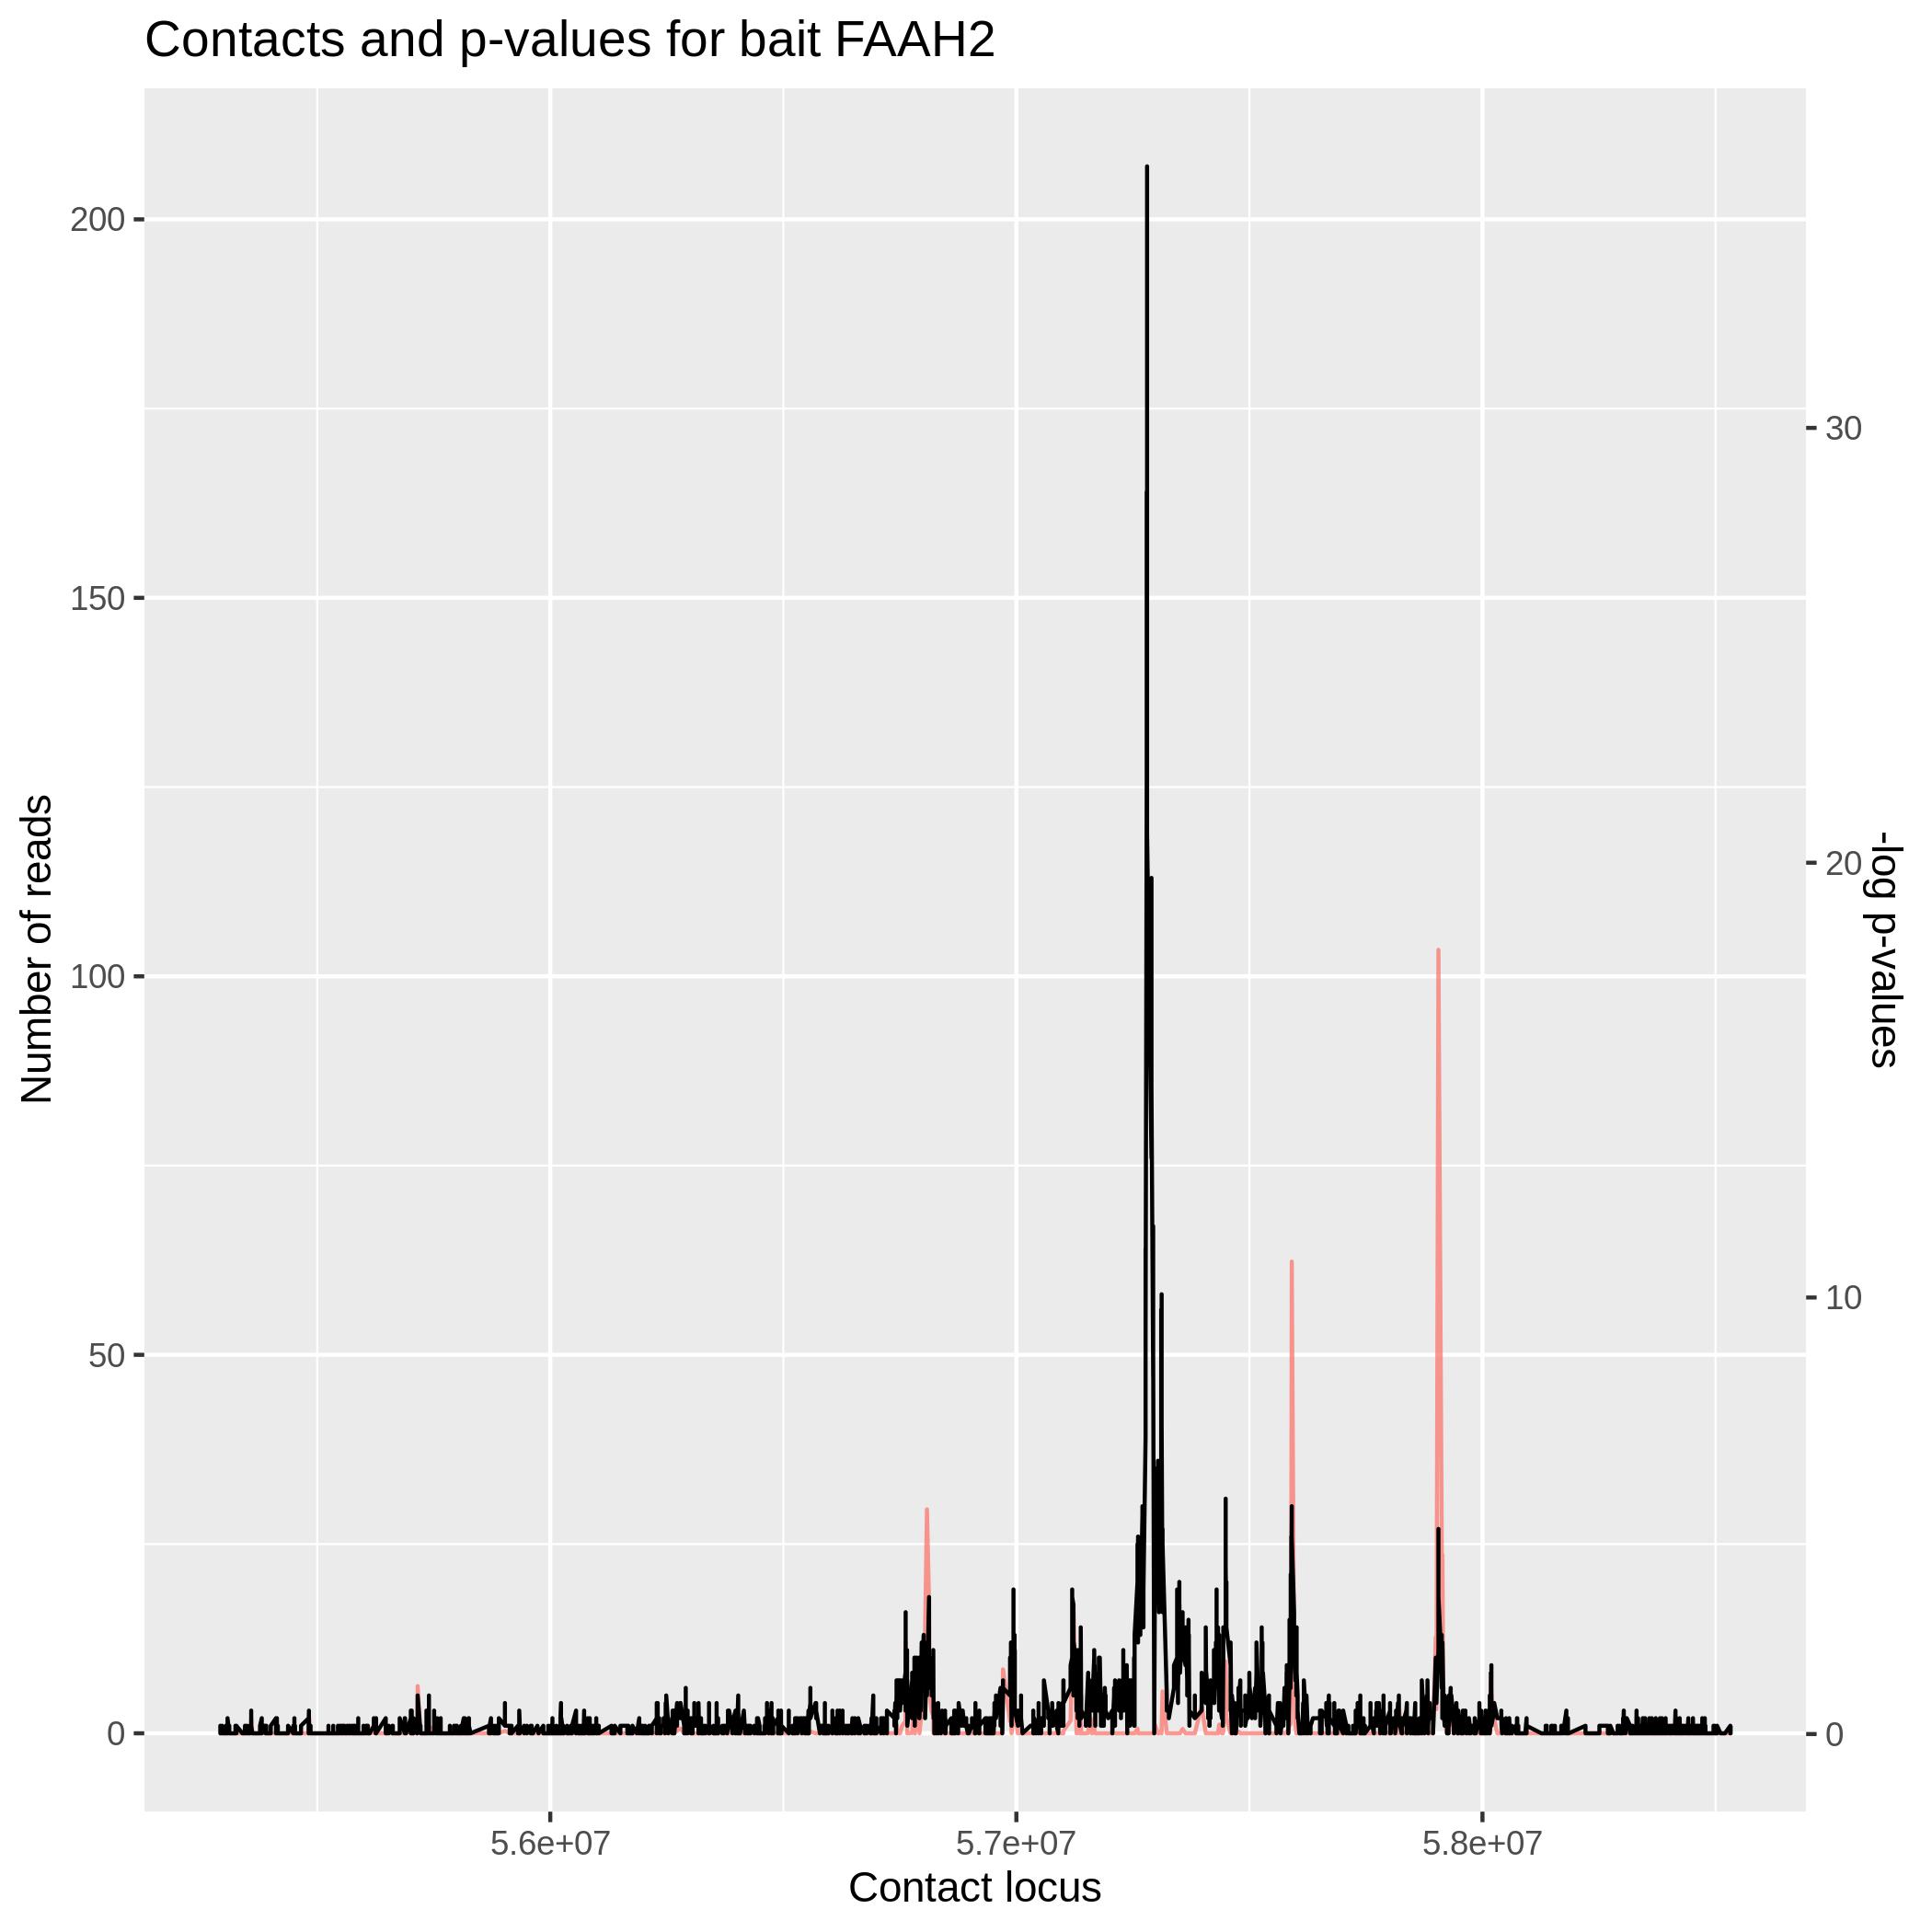 Contacts and p-values for bait FAAH2
200
150
100
50
0
Number of reads
30
20
10
0
-log p-values
5.6e+07
5.7e+07
5.8e+07
Contact locus